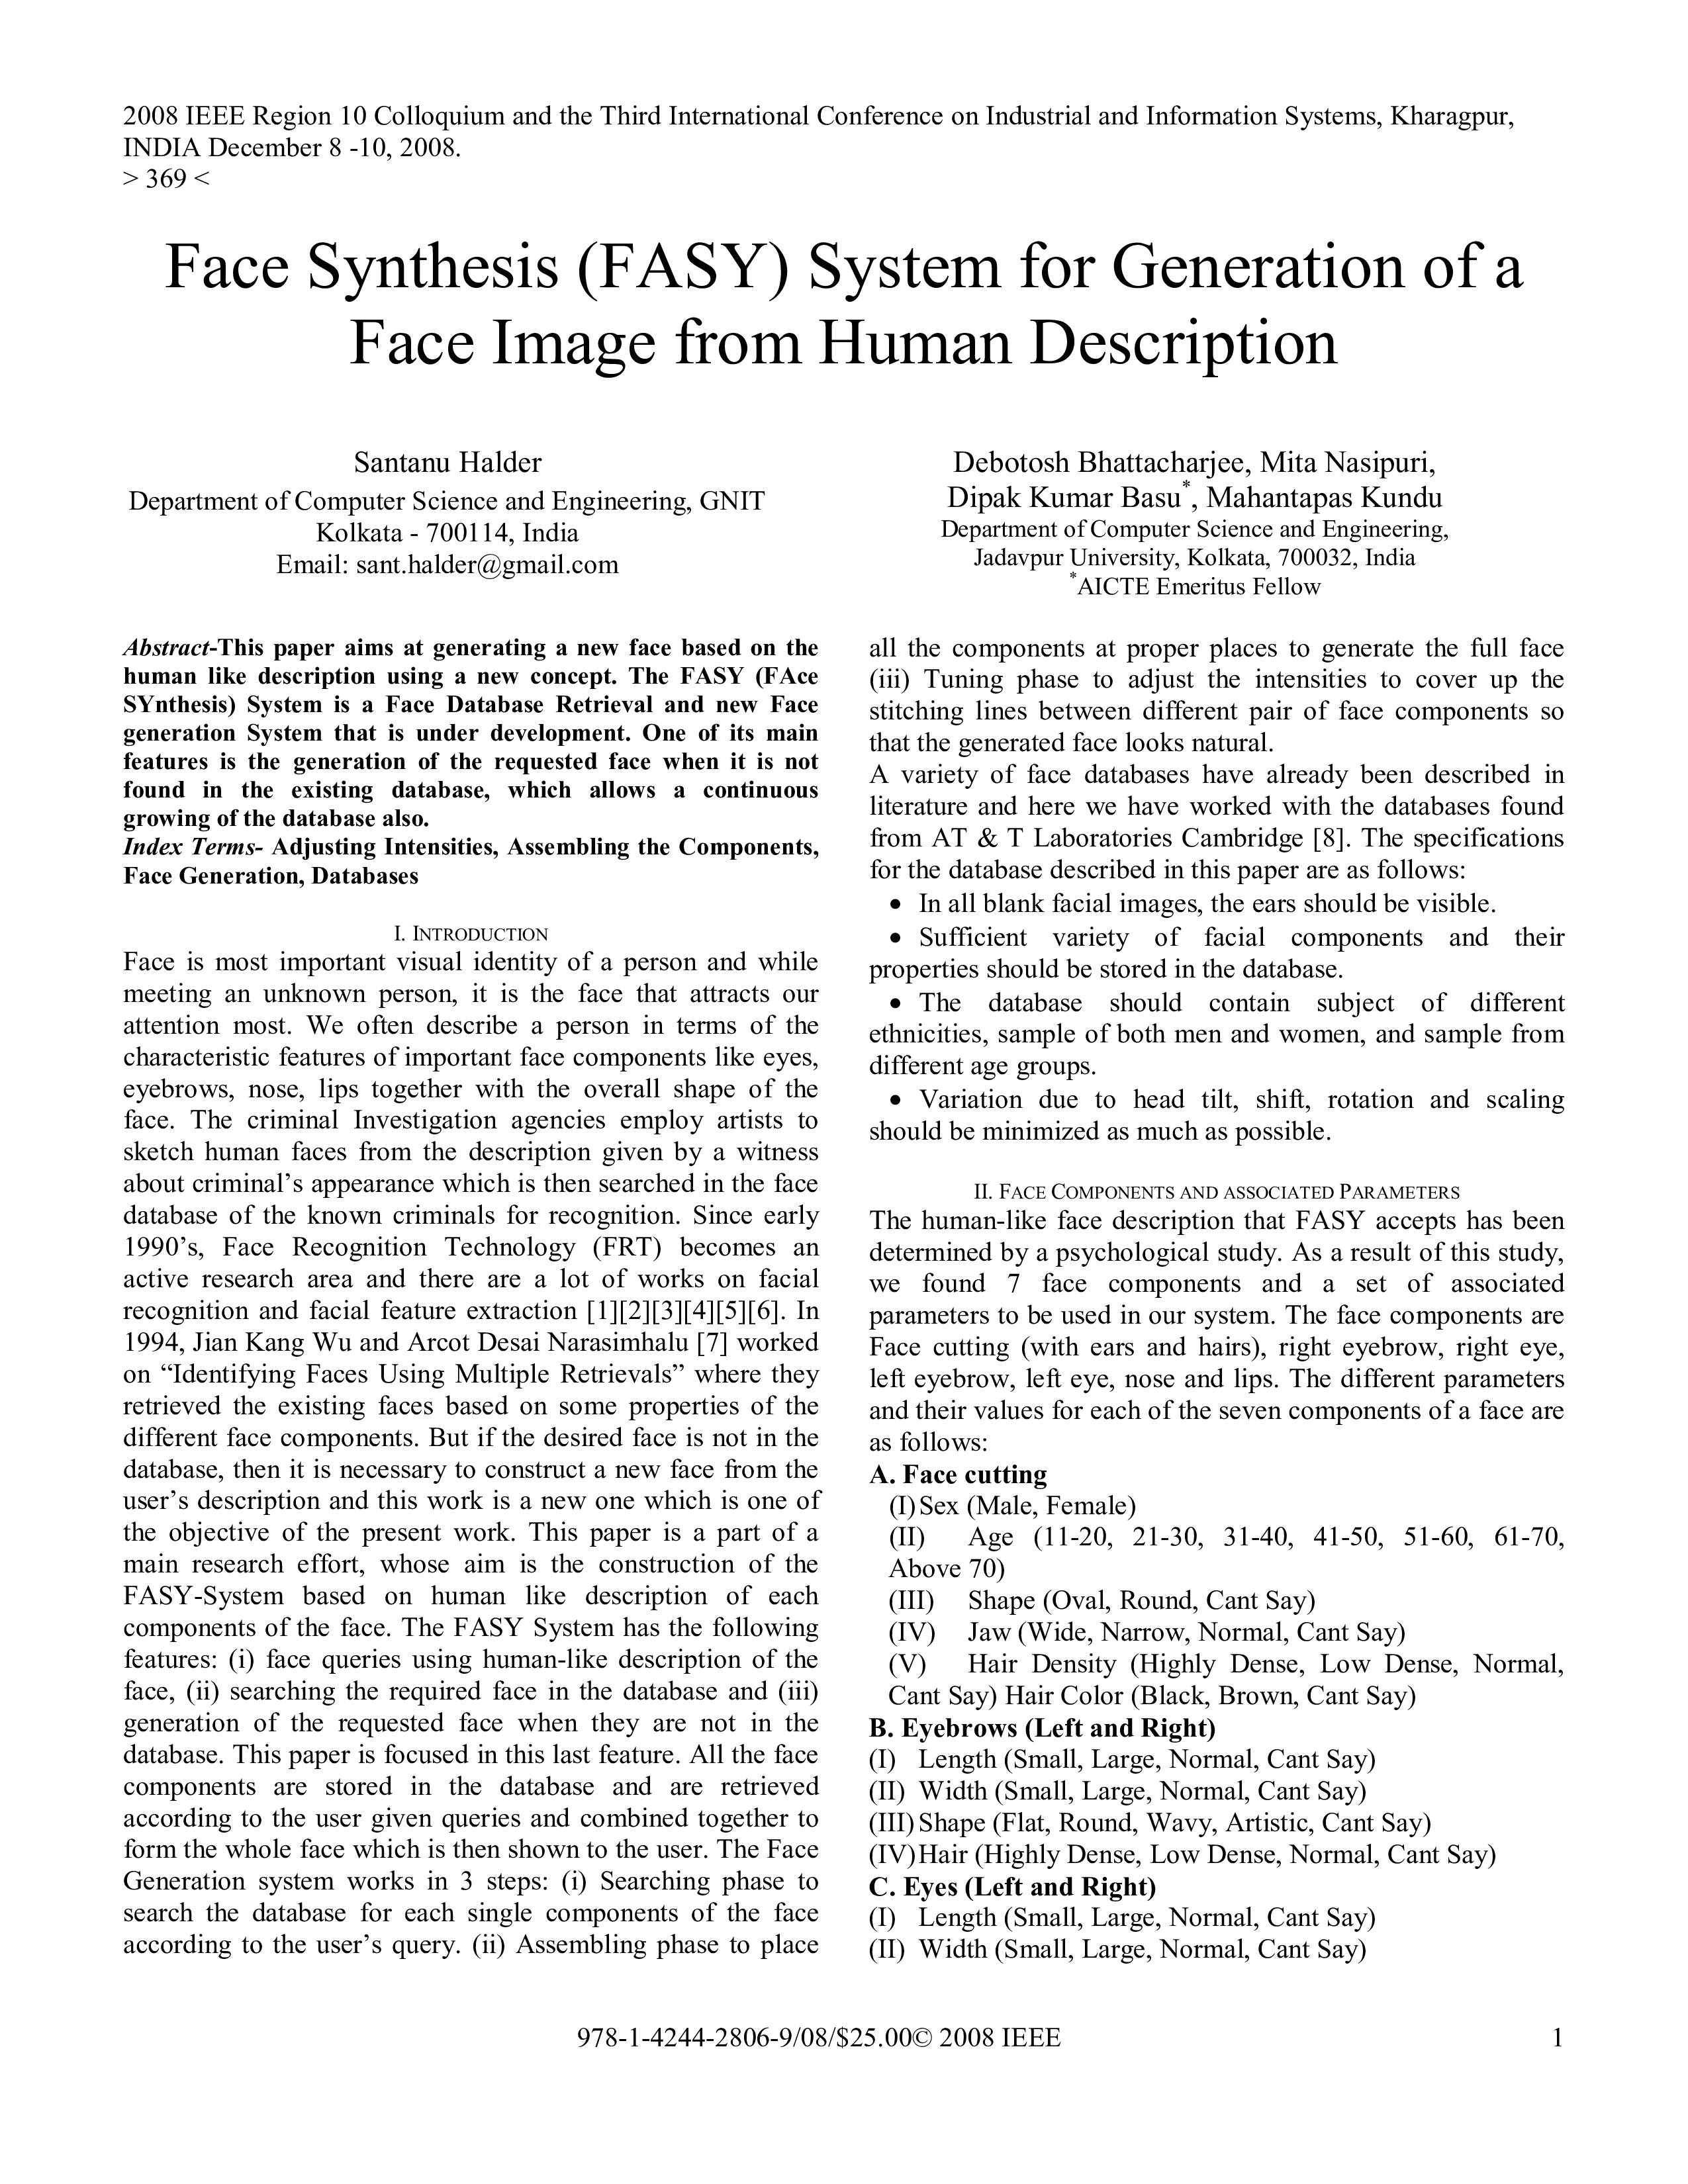 2008 IEEE Region 10 Colloquium and the Third International Conference on Industrial and Information Systems, Kharagpur,
INDIA December 8 -10, 2008.
> 369 <
Face Synthesis (FASY) System for Generation of a
Face Image from Human Description
Santanu Halder
Department of Computer Science and Engineering, GNIT
Kolkata - 700114, India
Email: sant.halder@gmail.com
Debotosh Bhattacharjee, Mita Nasipuri,
Dipak Kumar Basu*, Mahantapas Kundu
Department of Computer Science and Engineering,
Jadavpur University, Kolkata, 700032, India
*AICTE Emeritus Fellow
Abstract-This paper aims at generating a new face based on the
human like description using a new concept. The FASY (FAce
SYnthesis) System is a Face Database Retrieval and new Face
generation System that is under development. One of its main
features is the generation of the requested face when it is not
found in the existing database, which allows a continuous
growing of the database also.
Index Terms- Adjusting Intensities, Assembling the Components,
Face Generation, Databases
I. INTRODUCTION
Face is most important visual identity of a person and while
meeting an unknown person, it is the face that attracts our
attention most. We often describe a person in terms of the
characteristic features of important face components like eyes,
eyebrows, nose, lips together with the overall shape of the
face. The criminal Investigation agencies employ artists to
sketch human faces from the description given by a witness
about criminal's appearance which is then searched in the face
database of the known criminals for recognition. Since early
1990's, Face Recognition Technology (FRT) becomes an
active research area and there are a lot of works on facial
recognition and facial feature extraction [1][2][3][4][5][6]. In
1994, Jian Kang Wu and Arcot Desai Narasimhalu [7] worked
on “Identifying Faces Using Multiple Retrievals” where they
retrieved the existing faces based on some properties of the
different face components. But if the desired face is not in the
database, then it is necessary to construct a new face from the
user's description and this work is a new one which is one of
the objective of the present work. This paper is a part of a
main research effort, whose aim is the construction of the
FASY-System based on human like description of each
components of the face. The FASY System has the following
features: (i) face queries using human-like description of the
face, (ii) searching the required face in the database and (iii)
generation of the requested face when they are not in the
database. This paper is focused in this last feature. All the face
components are stored in the database and are retrieved
according to the user given queries and combined together to
form the whole face which is then shown to the user. The Face
Generation system works in 3 steps: (i) Searching phase to
search the database for each single components of the face
according to the user's query. (ii) Assembling phase to place
all the components at proper places to generate the full face
(iii) Tuning phase to adjust the intensities to cover up the
stitching lines between different pair of face components so
that the generated face looks natural.
A variety of face databases have already been described in
literature and here we have worked with the databases found
from AT & T Laboratories Cambridge [8]. The specifications
for the database described in this paper are as follows:
• In all blank facial images, the ears should be visible.
• Sufficient variety of facial components and their
properties should be stored in the database.
• The database should contain subject of different
ethnicities, sample of both men and women, and sample from
different age groups.
• Variation due to head tilt, shift, rotation and scaling
should be minimized as much as possible.
II. FACE COMPONENTS AND ASSOCIATED PARAMETERS
The human-like face description that FASY accepts has been
determined by a psychological study. As a result of this study,
we found 7 face components and a set of associated
parameters to be used in our system. The face components are
Face cutting (with ears and hairs), right eyebrow, right eye,
left eyebrow, left eye, nose and lips. The different parameters
and their values for each of the seven components of a face are
as follows:
A. Face cutting
(I) Sex (Male, Female)
(II) Age (11-20, 21-30, 31-40, 41-50, 51-60, 61-70,
Above 70)
(III) Shape (Oval, Round, Cant Say)
(IV) Jaw (Wide, Narrow, Normal, Cant Say)
(V) Hair Density (Highly Dense, Low Dense, Normal,
Cant Say) Hair Color (Black, Brown, Cant Say)
B. Eyebrows (Left and Right)
(I) Length (Small, Large, Normal, Cant Say)
(II) Width (Small, Large, Normal, Cant Say)
(III) Shape (Flat, Round, Wavy, Artistic, Cant Say)
(IV) Hair (Highly Dense, Low Dense, Normal, Cant Say)
C. Eyes (Left and Right)
(I) Length (Small, Large, Normal, Cant Say)
(II) Width (Small, Large, Normal, Cant Say)
978-1-4244-2806-9/08/$25.00© 2008 IEEE
1